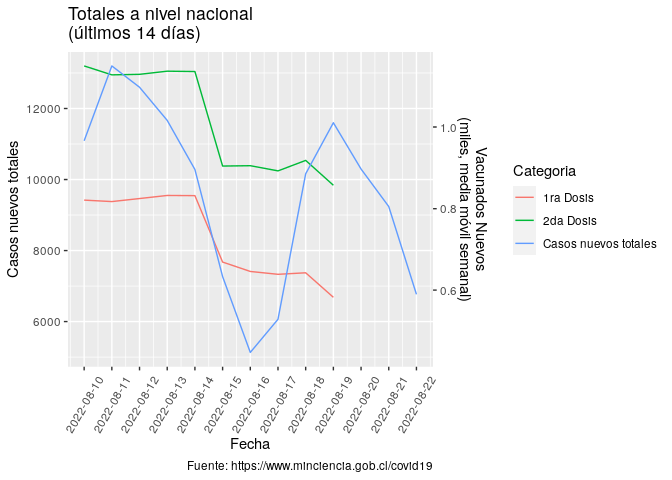 Totales a nivel nacional
(últimos 14 días)
Casos nuevos totales
12000
10000
8000
6000
1.0
0.8
0.6
Vacunados Nuevos
(miles, media móvil semanal)
Categoria
1ra Dosis
2da Dosis
Casos nuevos totales
2022-08-10
2022-08-11
2022-08-12
2022-08-13
2022-08-14
2022-08-15
2022-08-16
2022-08-17
2022-08-18
2022-08-19
2022-08-20
2022-08-21
2022-08-22
Fecha
Fuente: https://www.minciencia.gob.cl/covid19